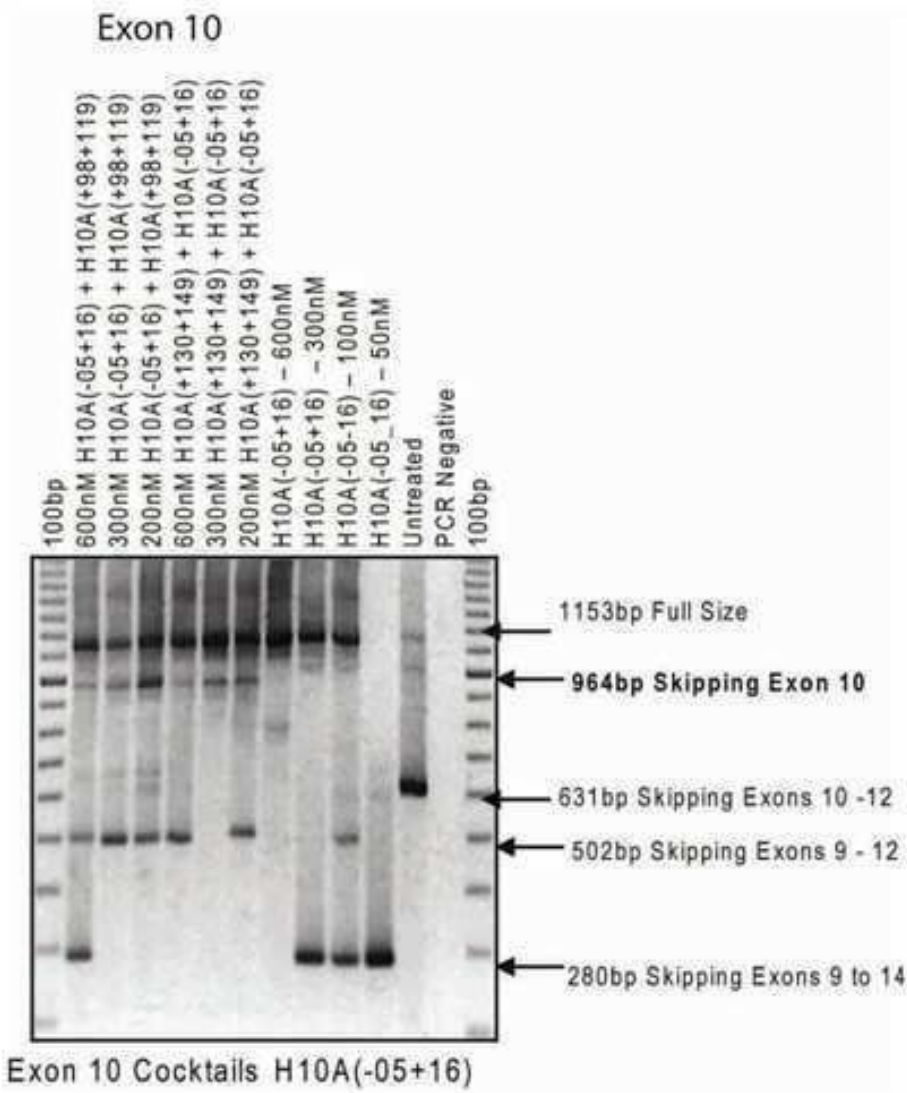 Exon 10
100bp
600nM H10A(-05+16) + H10A(+98+119)
300nM H10A(-05+16) + H10A(+98+119)
200nM H10A(-05+16) + H10A(+98+119)
600nM H10A(+130+149) + H10A(-05+16)
300nM H10A(+130+149) + H10A(-05+16)
200nM H10A(+130+149) + H10A(-05+16)
H10A(-05+16) – 600nM
H10A(-05+16) – 300nM
H10A(-05-16) – 100nM
H10A(-05_16) – 50nM
Untreated
PCR Negative
100bp
1153bp Full Size
964bp Skipping Exon 10
631bp Skipping Exons 10 -12
502bp Skipping Exons 9 - 12
280bp Skipping Exons 9 to 14
Exon 10 Cocktails H10A(-05+16)